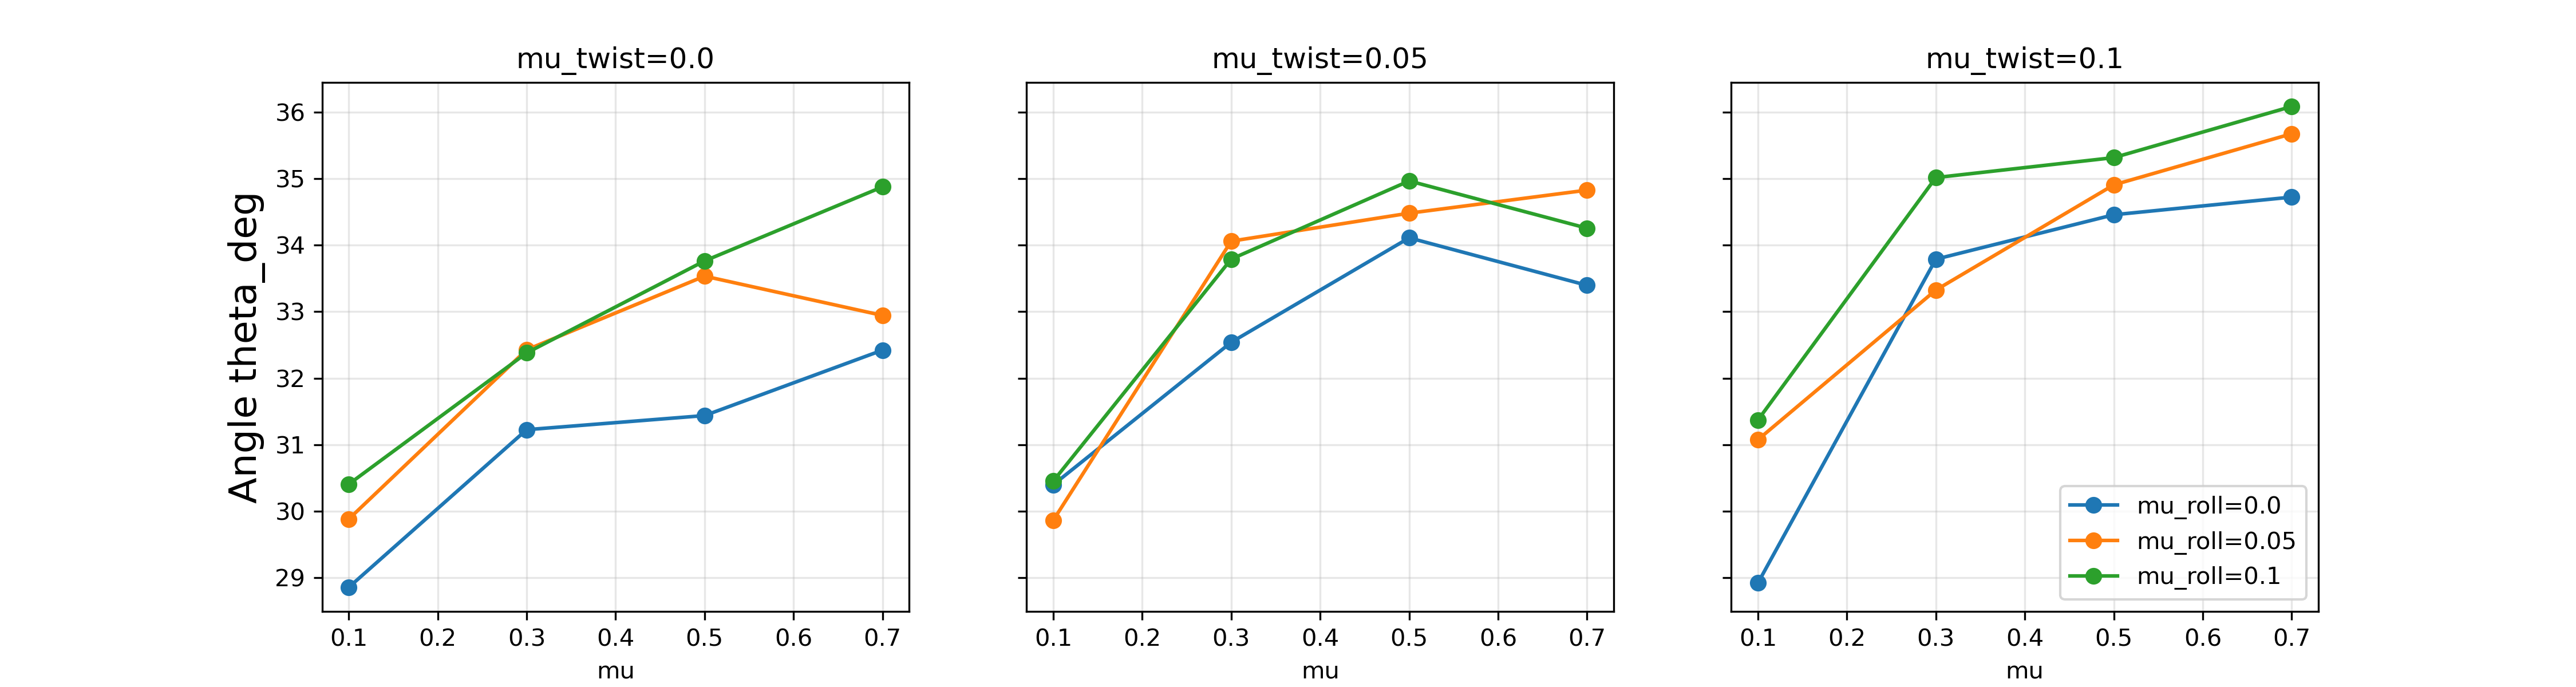 mu_twist=0.0
mu_twist=0.05
mu_twist=0.1
Angle theta_deg
36
35
34
33
32
31
30
29
0.1 0.2 0.3 0.4 0.5 0.6 0.7
0.1 0.2 0.3 0.4 0.5 0.6 0.7
0.1 0.2 0.3 0.4 0.5 0.6 0.7
mu
mu
mu
mu_roll=0.0
mu_roll=0.05
mu_roll=0.1